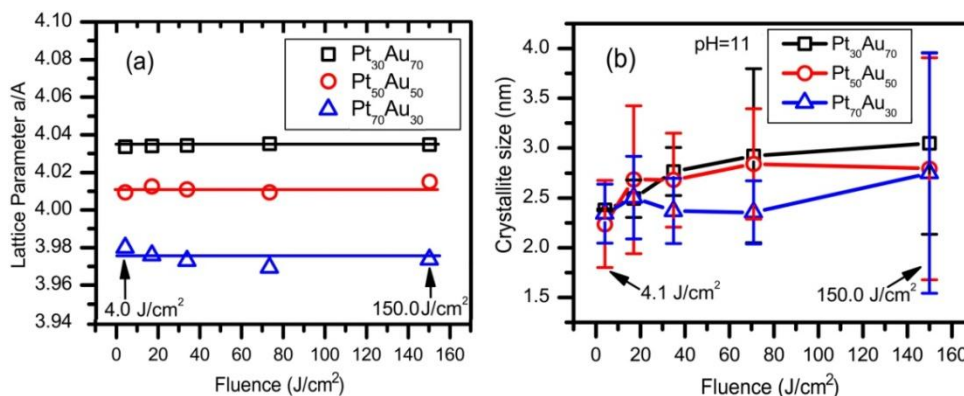 (a)
Pt30Au70
Pt50Au50
Pt70Au30
4.10
4.08
4.06
4.04
4.02
4.00
3.98
3.96
3.94
Lattice Parameter a/A
4.0 J/cm²
150.0J/cm²
0 20 40 60 80 100 120 140 160
Fluence (J/cm²)
(b)
pH=11
Pt30Au70
Pt50Au50
Pt70Au30
4.0
3.5
3.0
2.5
2.0
1.5
Crystallite size (nm)
4.1 J/cm²
150.0 J/cm²
0 20 40 60 80 100 120 140 160
Fluence (J/cm²)